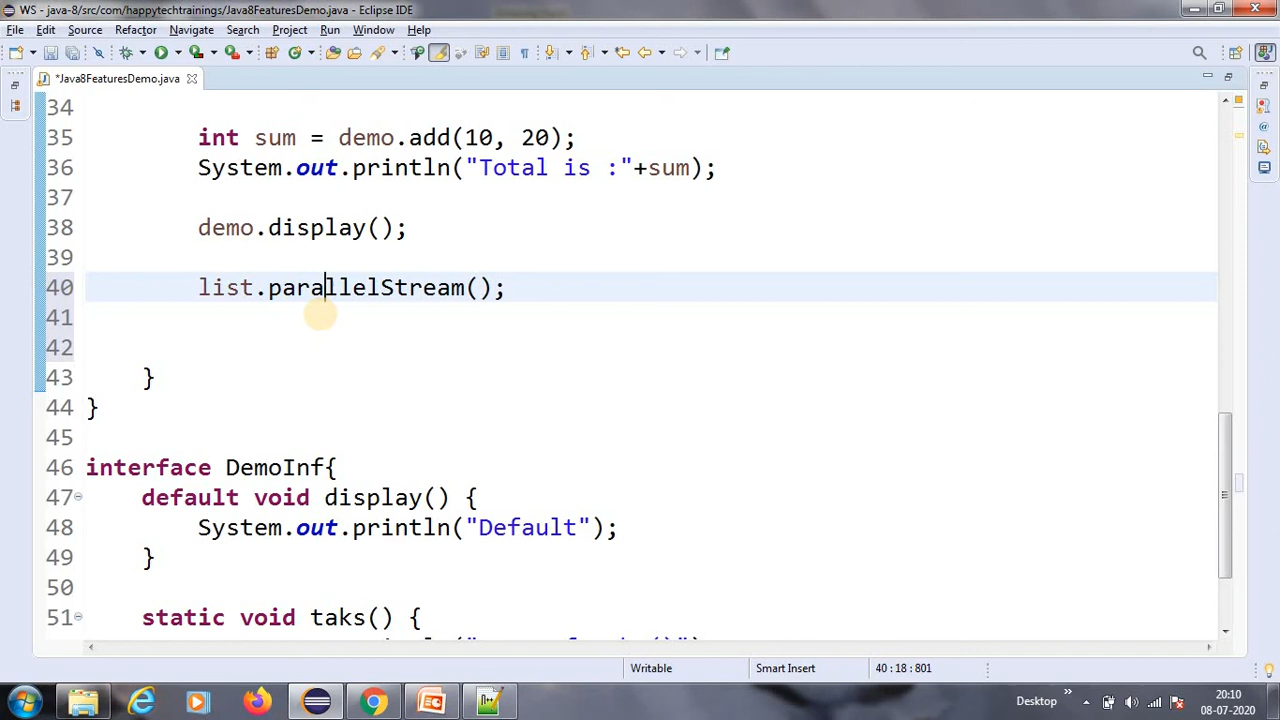 WS - java-8/src/com/happytechtrainings/Java8FeaturesDemo.java - Eclipse IDE
File Edit Source Refactor Navigate Search Project Run Window Help
*Java8FeaturesDemo.java
34
35 int sum = demo.add(10, 20);
36 System.out.println("Total is :"+sum);
37
38 demo.display();
39
40 list.parallelStream();
41
42
43 }
44 }
45
46 interface DemoInf{
47 default void display() {
48 System.out.println("Default");
49 }
50
51 static void taks() {
Writable Smart Insert 40 : 18 : 801
Desktop
20:10
08-07-2020